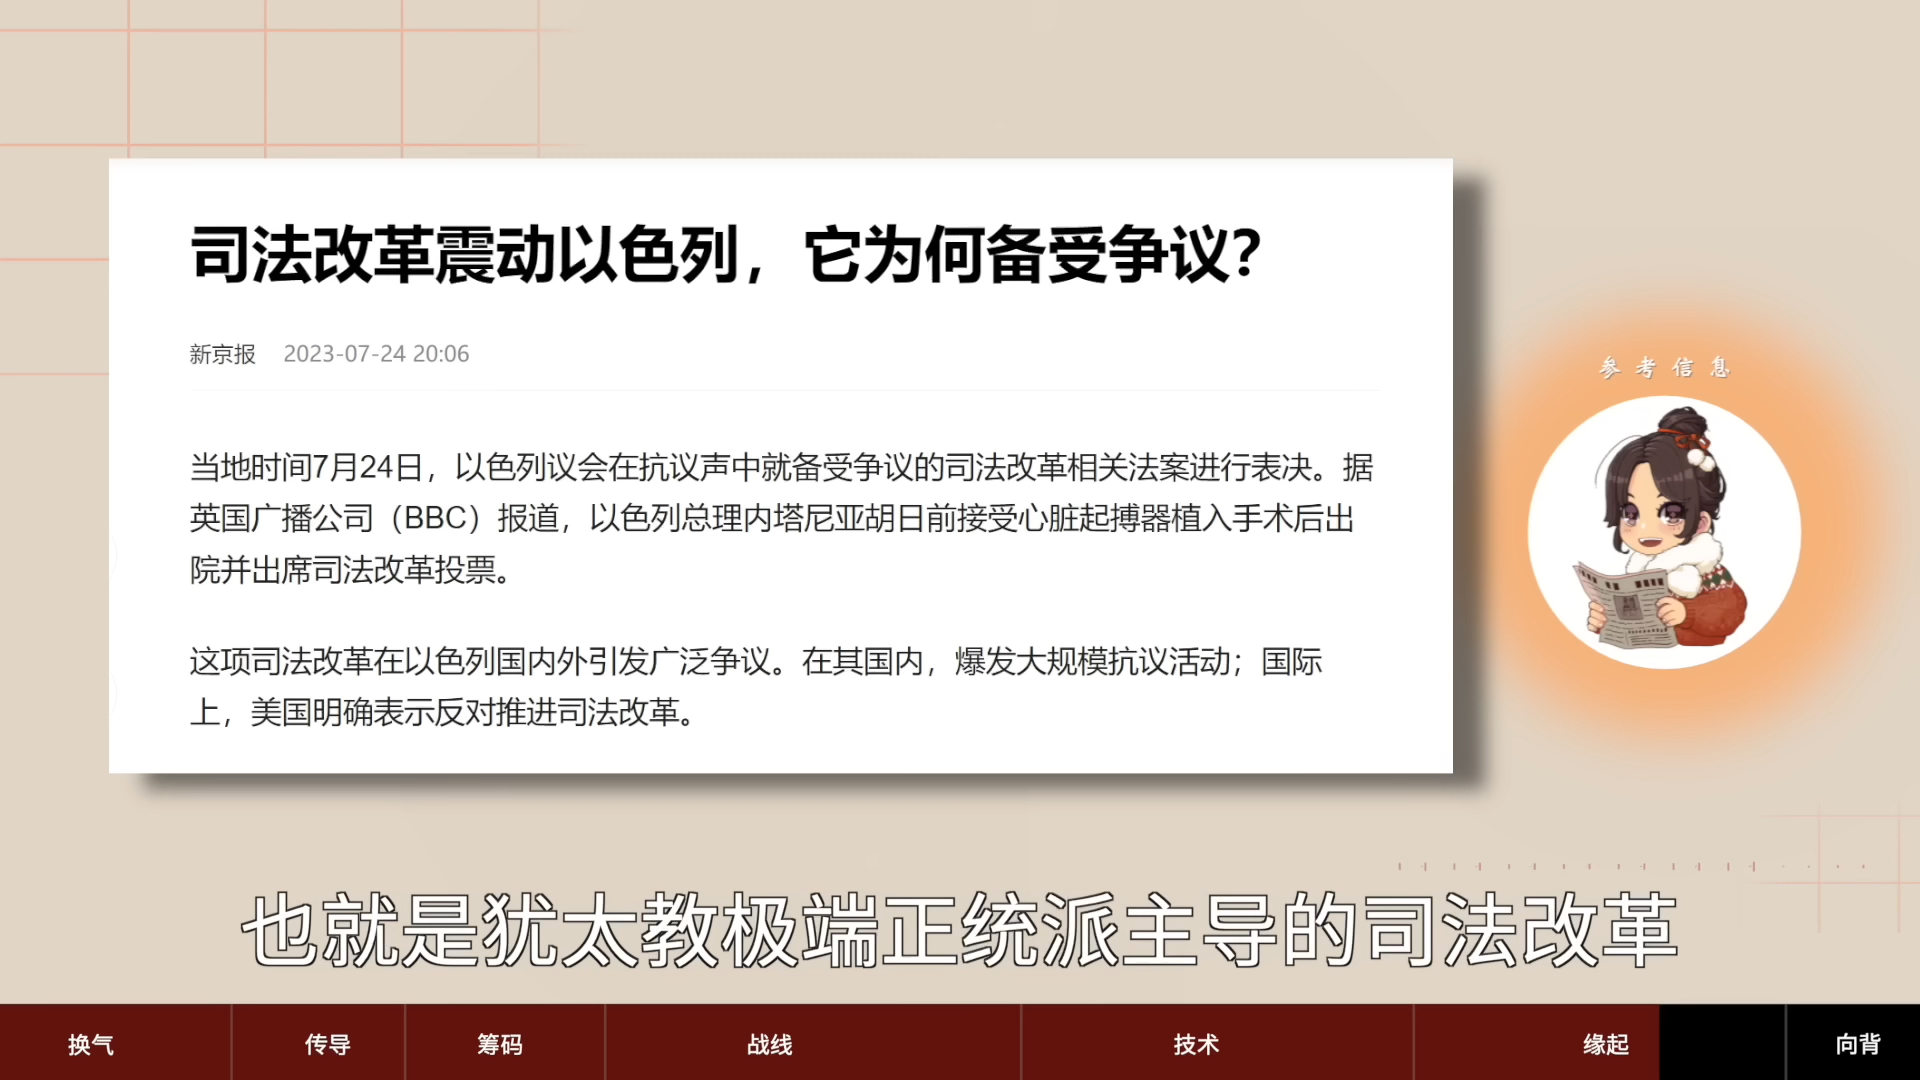 司法改革震动以色列，它为何备受争议？
新京报 2023-07-24 20:06
当地时间7月24日，以色列议会在抗议声中就备受争议的司法改革相关法案进行表决。据
英国广播公司（BBC）报道，以色列总理内塔尼亚胡日前接受心脏起搏器植入手术后出
院并出席司法改革投票。
这项司法改革在以色列国内外引发广泛争议。在其国内，爆发大规模抗议活动；国际
上，美国明确表示反对推进司法改革。
参考信息
也就是犹太教极端正统派主导的司法改革
换气 传导 筹码 战线 技术 缘起 向背